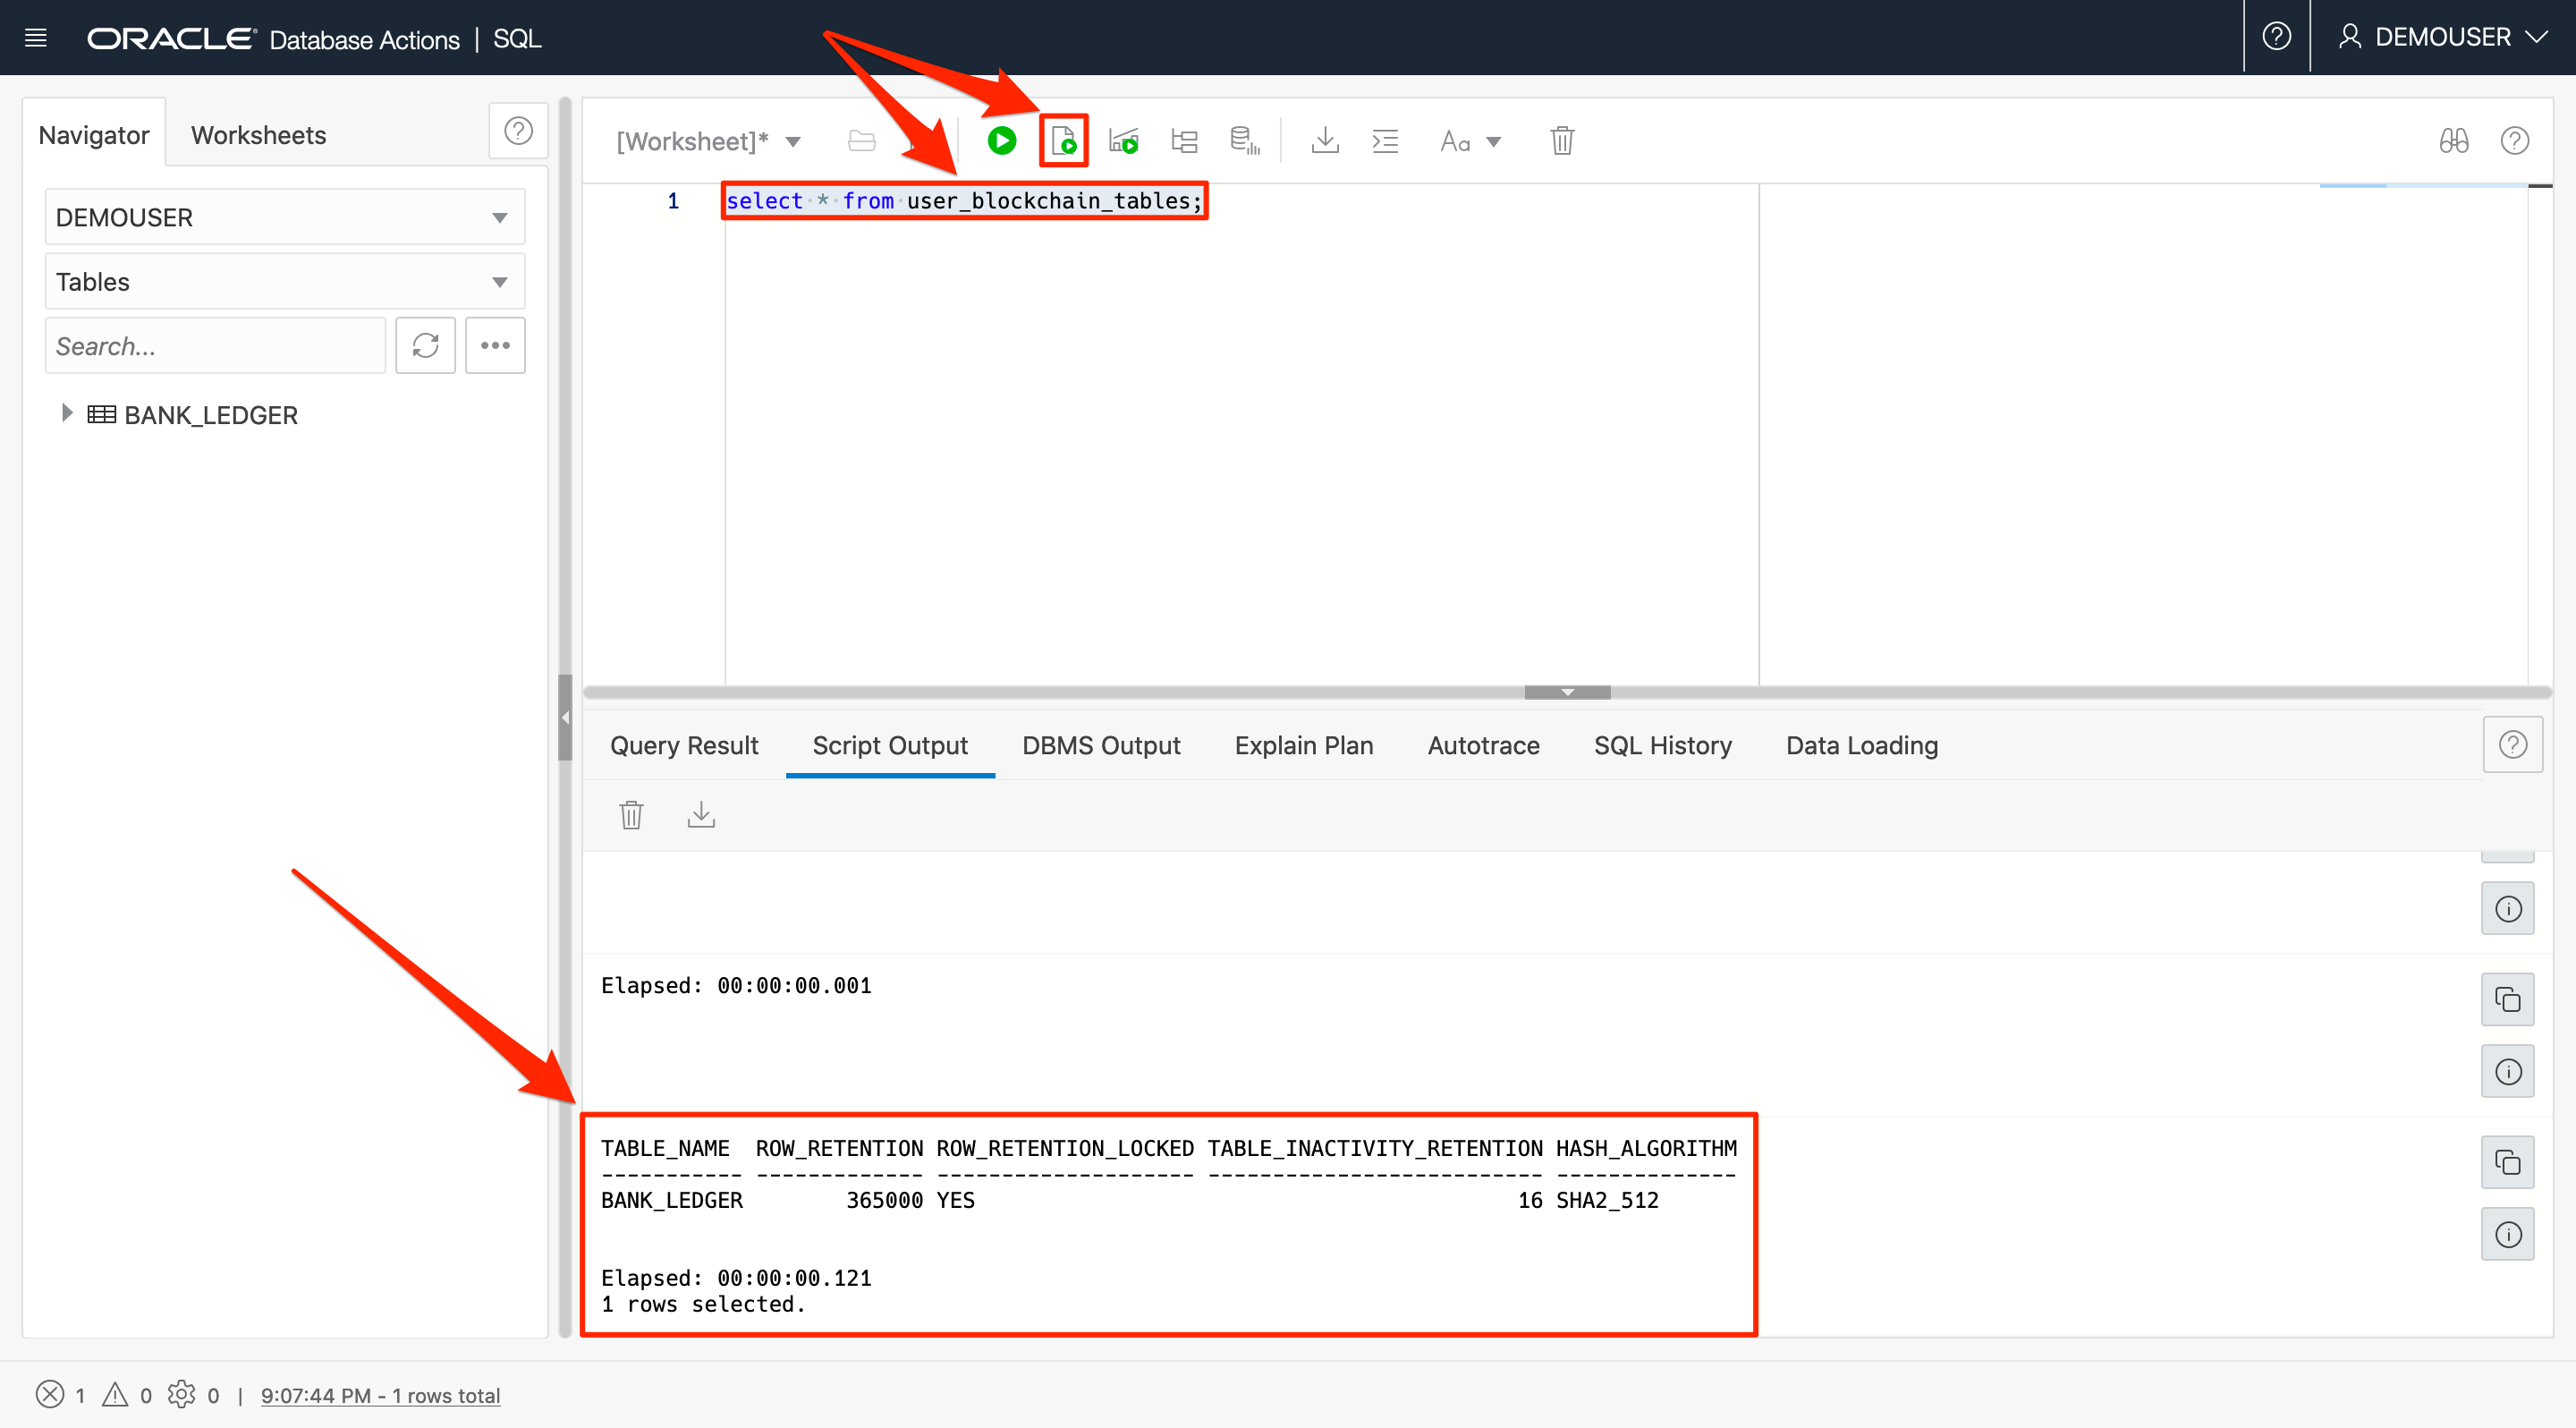 ORACLE Database Actions | SQL
DEMOUSER
Navigator
Worksheets
DEMOUSER
Tables
Search...
BANK_LEDGER
[Worksheet]*
Aa
1 select * from user_blockchain_tables;
Query Result
Script Output
DBMS Output
Explain Plan
Autotrace
SQL History
Data Loading
Elapsed: 00:00:00.001
TABLE_NAME  ROW_RETENTION ROW_RETENTION_LOCKED TABLE_INACTIVITY_RETENTION HASH_ALGORITHM
----------- ------------- -------------------- -------------------------- --------------
BANK_LEDGER        365000 YES                                          16 SHA2_512
Elapsed: 00:00:00.121
1 rows selected.
1 0 0 | 9:07:44 PM - 1 rows total